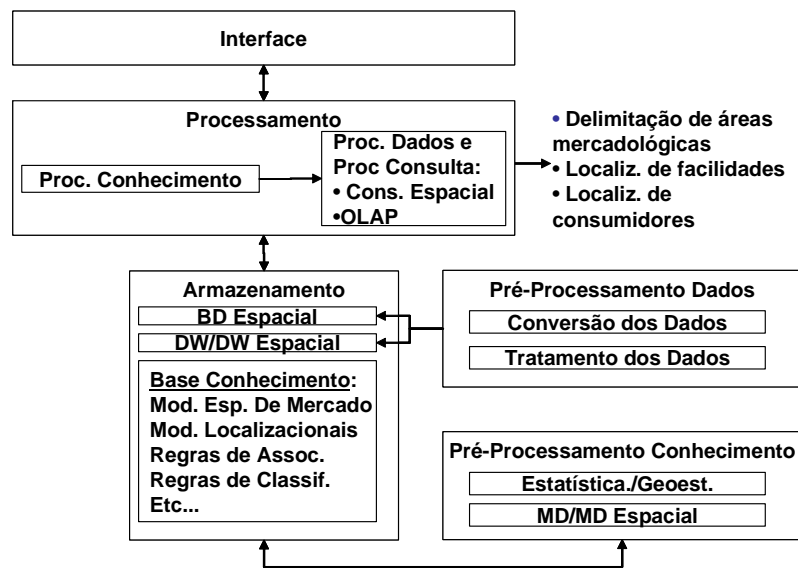 Interface
Processamento
Proc. Conhecimento
Proc. Dados e
Proc Consulta:
• Cons. Espacial
•OLAP
• Delimitação de áreas
mercadológicas
• Localiz. de facilidades
• Localiz. de
consumidores
Armazenamento
BD Espacial
DW/DW Espacial
Base Conhecimento:
Mod. Esp. De Mercado
Mod. Localizacionais
Regras de Assoc.
Regras de Classif.
Etc...
Pré-Processamento Dados
Conversão dos Dados
Tratamento dos Dados
Pré-Processamento Conhecimento
Estatística./Geoest.
MD/MD Espacial